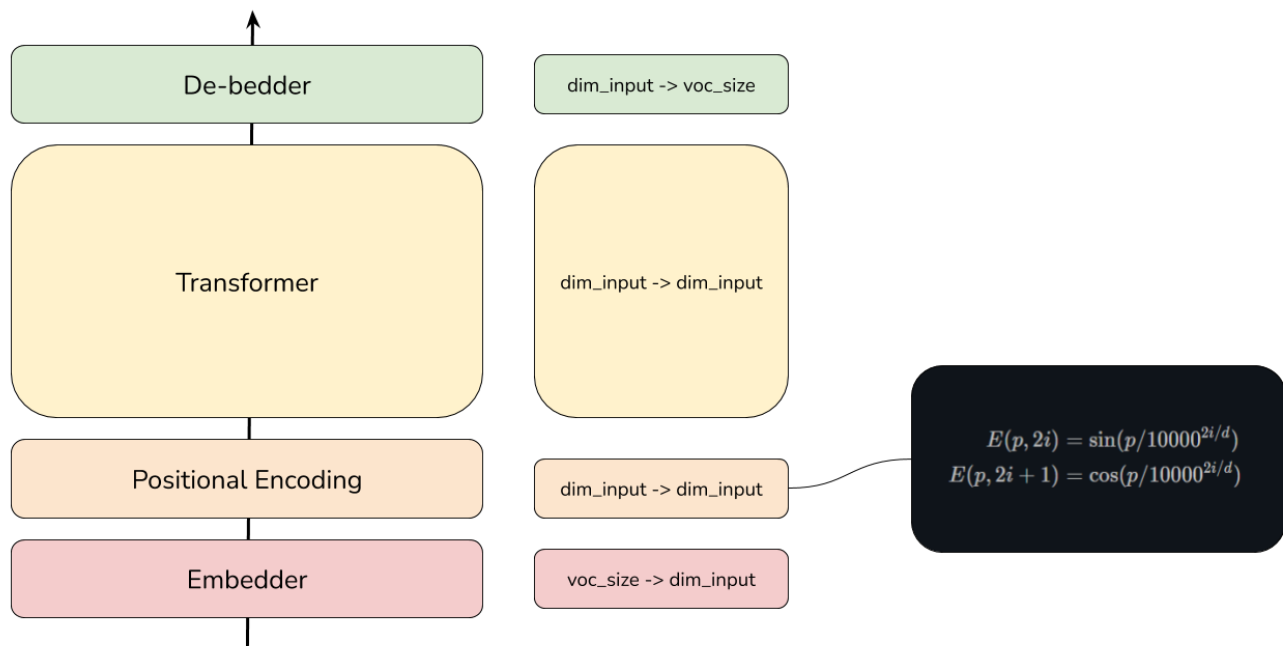 De-bedder
dim_input -> voc_size
Transformer
dim_input -> dim_input
Positional Encoding
dim_input -> dim_input
E(p, 2i) = sin(p/10000^{2i/d})
E(p, 2i + 1) = cos(p/10000^{2i/d})
Embedder
voc_size -> dim_input